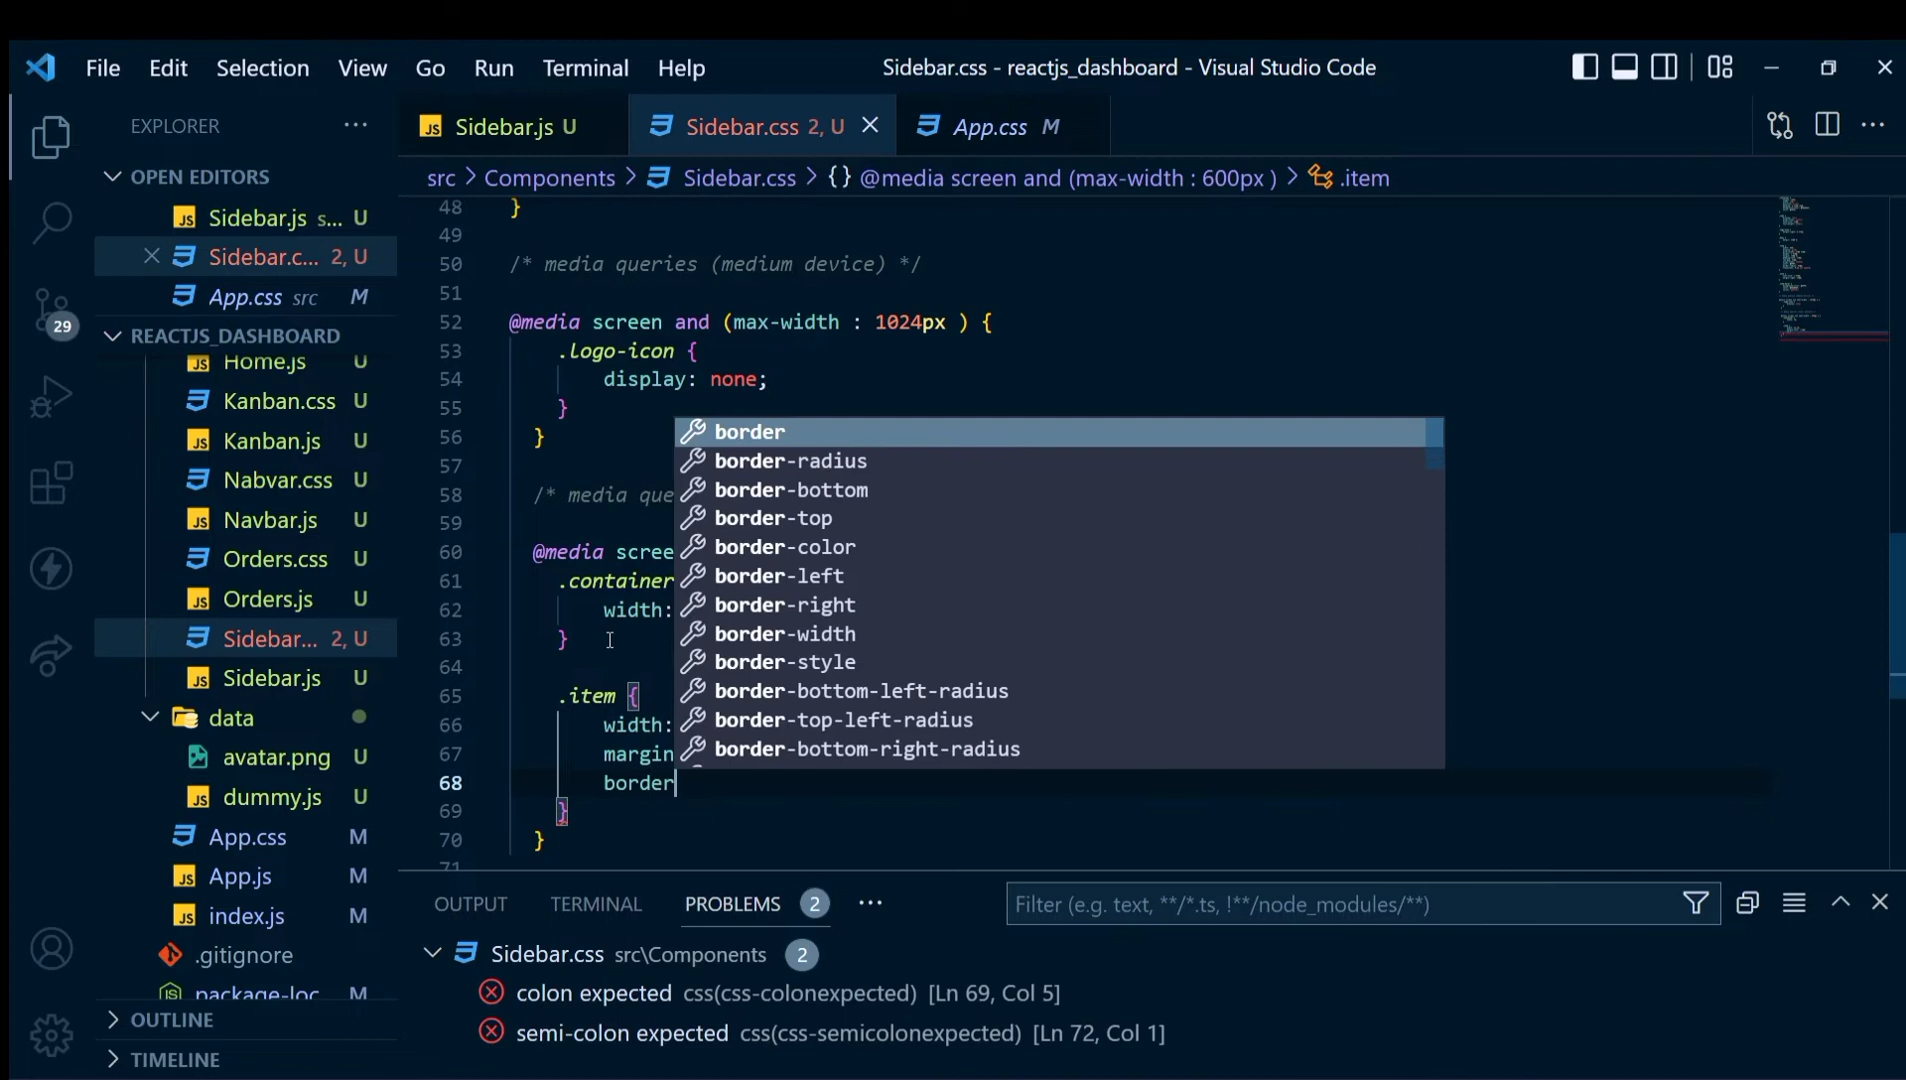 File Edit Selection View Go Run Terminal Help
Sidebar.css - reactjs_dashboard - Visual Studio Code
EXPLORER
OPEN EDITORS
Sidebar.js s... U
Sidebar.c... 2, U
App.css src M
REACTJS_DASHBOARD
Home.js U
Kanban.css U
Kanban.js U
Nabvar.css U
Navbar.js U
Orders.css U
Orders.js U
Sidebar... 2, U
Sidebar.js U
data
avatar.png U
dummy.js U
App.css M
App.js M
index.js M
.gitignore
package-loc M
OUTLINE
TIMELINE
29
Sidebar.js U
Sidebar.css 2, U
App.css M
src > Components > Sidebar.css > {} @media screen and (max-width : 600px ) > .item
48 }
49
50 /* media queries (medium device) */
51
52 @media screen and (max-width : 1024px ) {
53 .logo-icon {
54 display: none;
55 }
56 }
57
58 /* media que
59
60 @media scree
61 .container
62 width:
63 }
64
65 .item {
66 width:
67 margin
68 border
69 }
70 }
71
border
border-radius
border-bottom
border-top
border-color
border-left
border-right
border-width
border-style
border-bottom-left-radius
border-top-left-radius
border-bottom-right-radius
OUTPUT TERMINAL PROBLEMS 2 ...
Filter (e.g. text, **/*.ts, !**/node_modules/**)
Sidebar.css src\Components 2
colon expected css(css-colonexpected) [Ln 69, Col 5]
semi-colon expected css(css-semicolonexpected) [Ln 72, Col 1]